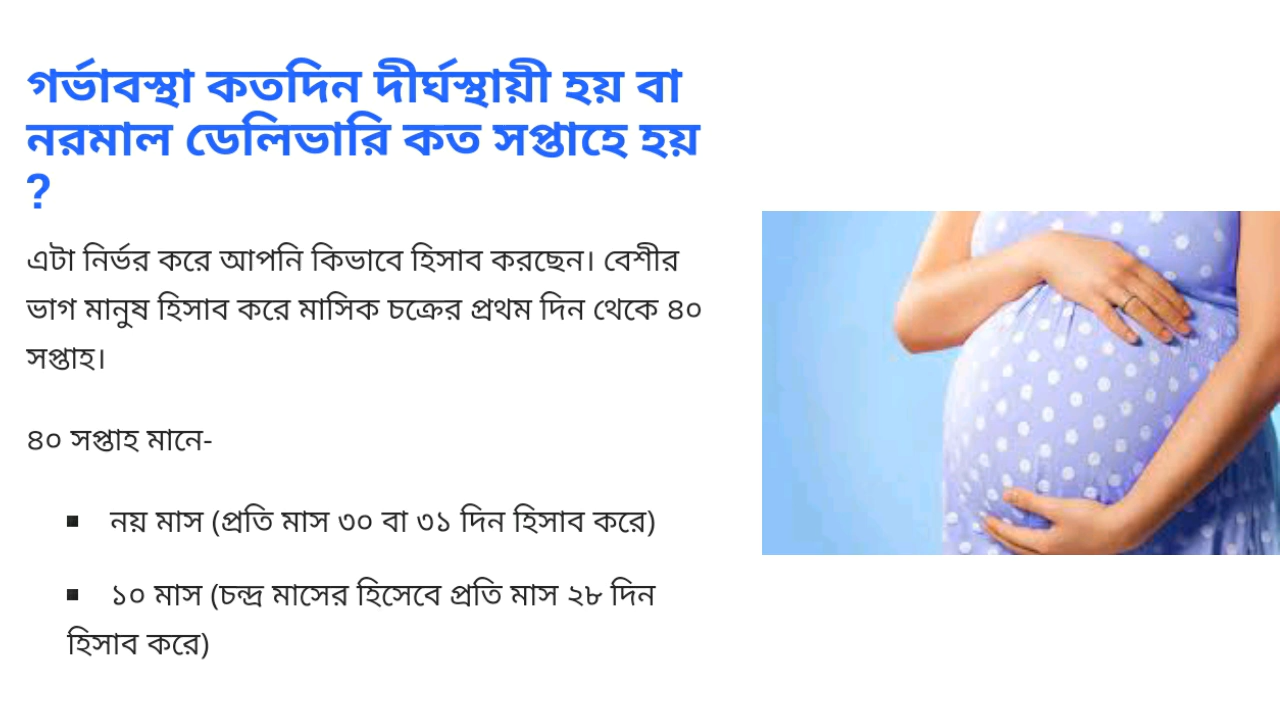 গর্ভাবস্থা কতদিন দীর্ঘস্থায়ী হয় বা
নরমাল ডেলিভারি কত সপ্তাহে হয়
?
এটা নির্ভর করে আপনি কিভাবে হিসাব করছেন। বেশীর
ভাগ মানুষ হিসাব করে মাসিক চক্রের প্রথম দিন থেকে ৪০
সপ্তাহ।
৪০ সপ্তাহ মানে-
▪ নয় মাস (প্রতি মাস ৩০ বা ৩১ দিন হিসাব করে)
▪ ১০ মাস (চন্দ্র মাসের হিসেবে প্রতি মাস ২৮ দিন
হিসাব করে)